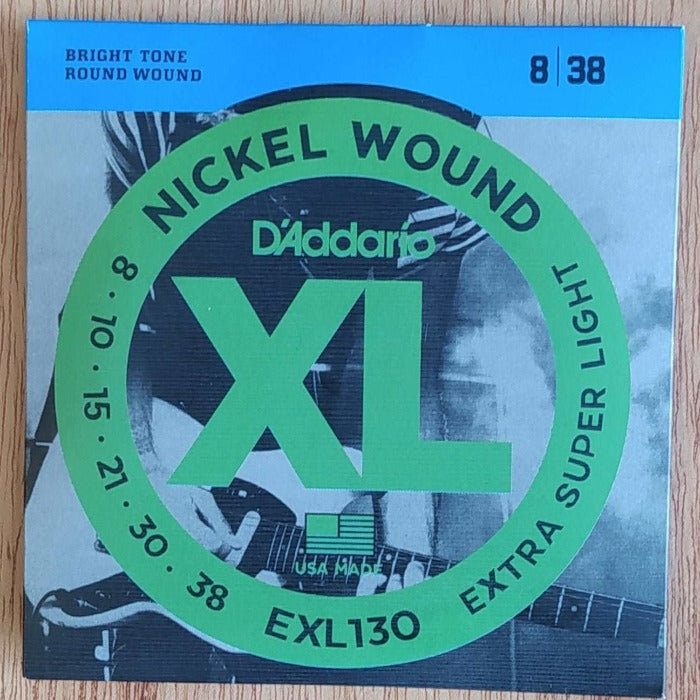 BRIGHT TONE
ROUND WOUND
8|38
NICKEL WOUND
D'Addario
XL
8 · 10 · 15 · 21 · 30 · 38
USA MADE
EXL130
EXTRA SUPER LIGHT